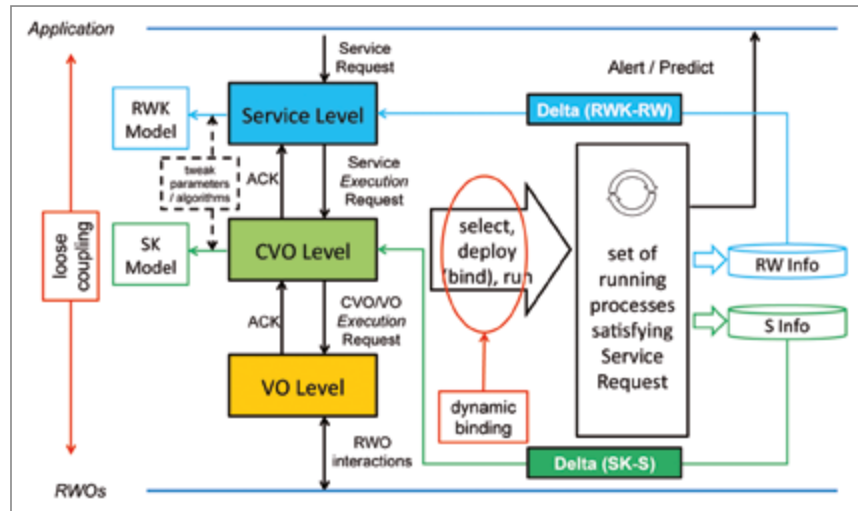 Application
Service
Request
Alert / Predict
RWK
Model
Service Level
Delta (RWK-RW)
tweak
parameters
/ algorithms
ACK
Service
Execution
Request
loose
coupling
SK
Model
CVO Level
select,
deploy
(bind), run
set of
running
processes
satisfying
Service
Request
RW Info
S Info
ACK
CVO/VO
Execution
Request
VO Level
dynamic
binding
RWO
interactions
Delta (SK-S)
RWOs